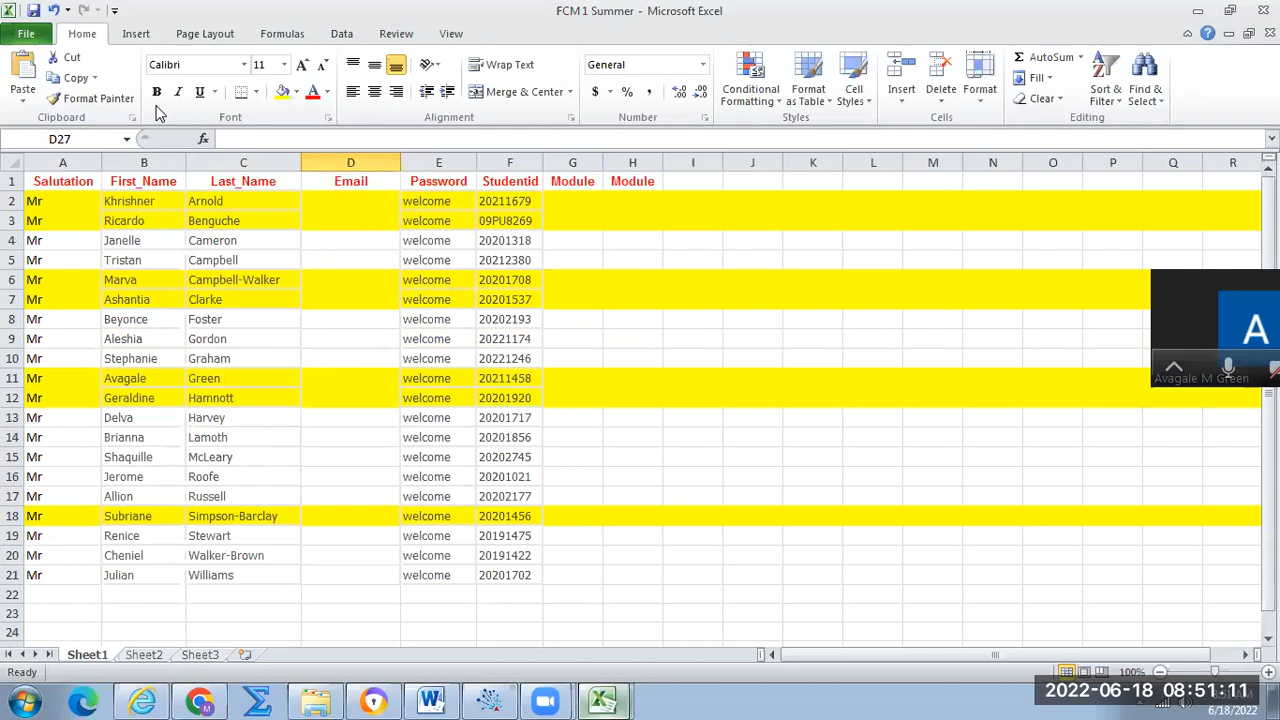 FCM 1 Summer - Microsoft Excel
File Home Insert Page Layout Formulas Data Review View
Cut
Copy
Format Painter
Paste
Clipboard
Calibri 11
B I U
Font
Wrap Text
Merge & Center
Alignment
General
$ % ,
Number
Conditional Formatting
Format as Table
Cell Styles
Styles
Insert Delete Format
Cells
AutoSum
Fill
Clear
Sort & Filter
Find & Select
Editing
D27 fx
A B C D E F G H I J K L M N O P Q R
1 Salutation First_Name Last_Name Email Password Studentid Module Module
2 Mr Khrishner Arnold welcome 20211679
3 Mr Ricardo Benguche welcome 09PU8269
4 Mr Janelle Cameron welcome 20201318
5 Mr Tristan Campbell welcome 20212380
6 Mr Marva Campbell-Walker welcome 20201708
7 Mr Ashantia Clarke welcome 20201537
8 Mr Beyonce Foster welcome 20202193
9 Mr Aleshia Gordon welcome 20221174
10 Mr Stephanie Graham welcome 20221246
11 Mr Avagale Green welcome 20211458
12 Mr Geraldine Hamnott welcome 20201920
13 Mr Delva Harvey welcome 20201717
14 Mr Brianna Lamoth welcome 20201856
15 Mr Shaquille McLeary welcome 20202745
16 Mr Jerome Roofe welcome 20201021
17 Mr Allion Russell welcome 20202177
18 Mr Subriane Simpson-Barclay welcome 20201456
19 Mr Renice Stewart welcome 20191475
20 Mr Cheniel Walker-Brown welcome 20191422
21 Mr Julian Williams welcome 20201702
22
23
24
A
Avagale M Green
Sheet1 Sheet2 Sheet3
Ready 100%
2022-06-18 08:51:11
6/18/2022